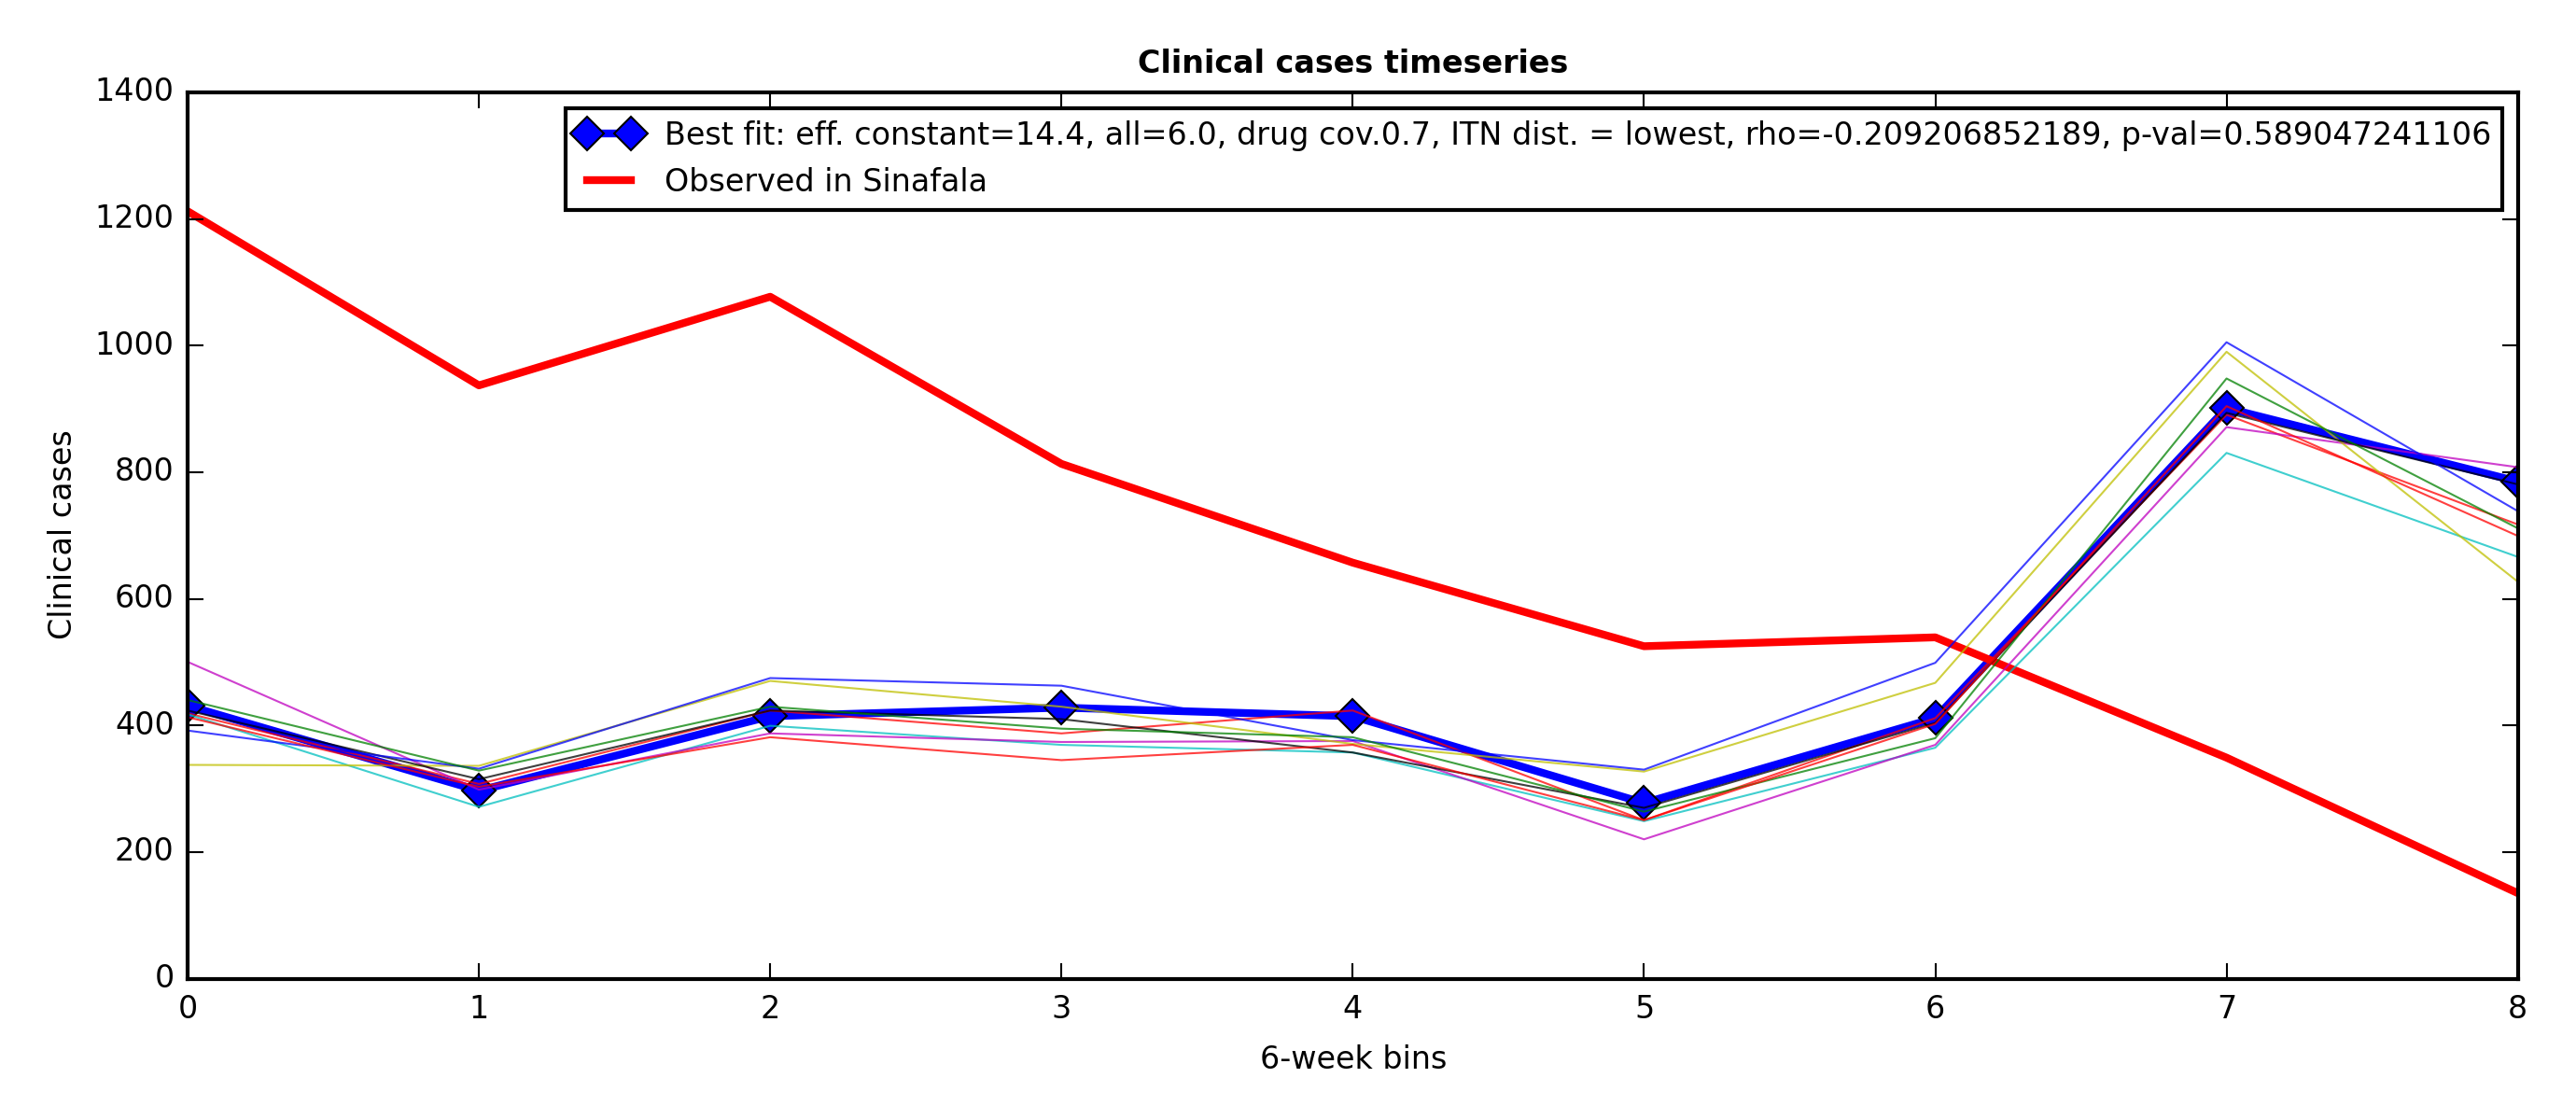 Clinical cases timeseries
1400
1200
1000
800
600
400
200
0
Clinical cases
Best fit: eff. constant=14.4, all=6.0, drug cov.0.7, ITN dist. = lowest, rho=-0.209206852189, p-val=0.589047241106
Observed in Sinafala
0 1 2 3 4 5 6 7 8
6-week bins